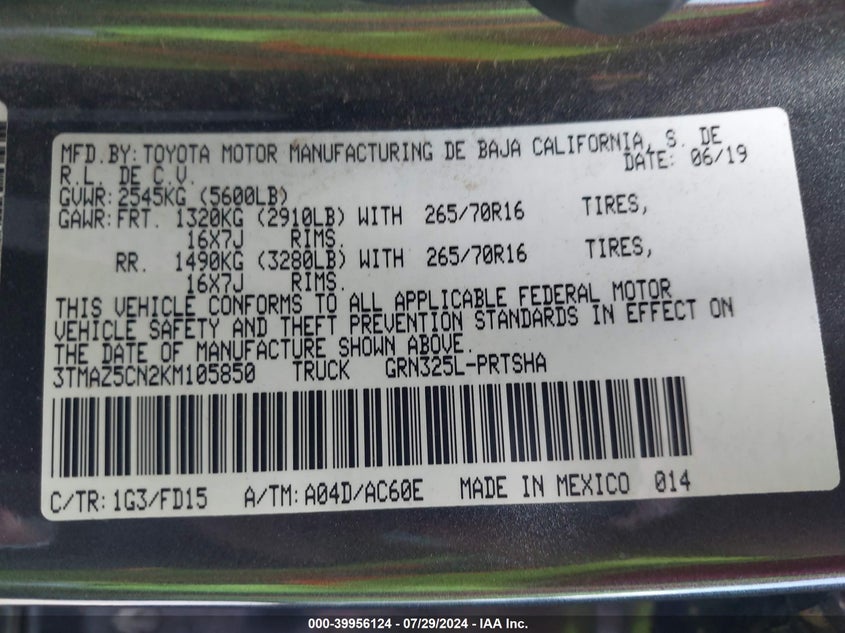 MFD. BY: TOYOTA MOTOR MANUFACTURING DE BAJA CALIFORNIA, S. DE
R.L. DE C.V. DATE: 06/19
GVWR: 2545KG (5600LB)
GAWR: FRT. 1320KG (2910LB) WITH 265/70R16 TIRES,
16X7J RIMS.
RR. 1490KG (3280LB) WITH 265/70R16 TIRES,
16X7J RIMS.
THIS VEHICLE CONFORMS TO ALL APPLICABLE FEDERAL MOTOR
VEHICLE SAFETY AND THEFT PREVENTION STANDARDS IN EFFECT ON
THE DATE OF MANUFACTURE SHOWN ABOVE.
3TMAZ5CN2KM105850 TRUCK GRN325L-PRTSHA
C/TR: 1G3/FD15 A/TM: A04D/AC60E MADE IN MEXICO 014
000-39956124 - 07/29/2024 - PTA - IAA Inc.